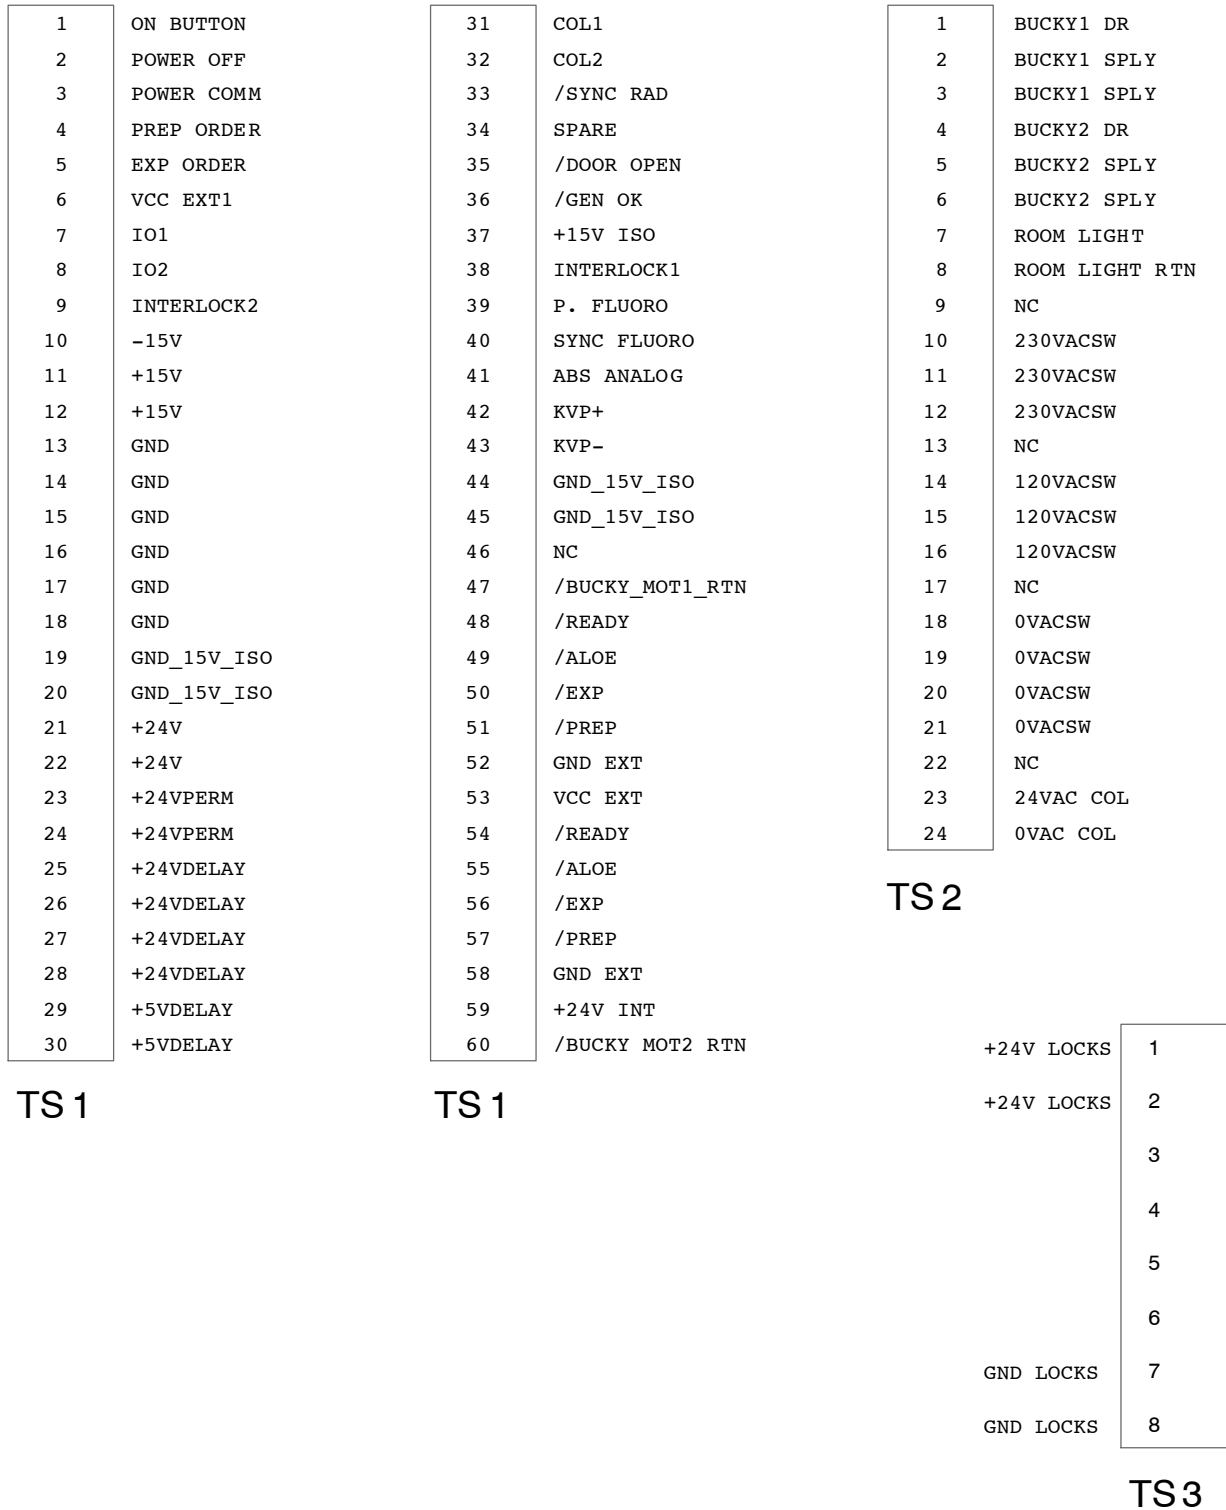 1 ON BUTTON
2 POWER OFF
3 POWER COMM
4 PREP ORDER
5 EXP ORDER
6 VCC EXT1
7 IO1
8 IO2
9 INTERLOCK2
10 -15V
11 +15V
12 +15V
13 GND
14 GND
15 GND
16 GND
17 GND
18 GND
19 GND_15V_ISO
20 GND_15V_ISO
21 +24V
22 +24V
23 +24VPERM
24 +24VPERM
25 +24VDELAY
26 +24VDELAY
27 +24VDELAY
28 +24VDELAY
29 +5VDELAY
30 +5VDELAY
TS 1
31 COL1
32 COL2
33 /SYNC RAD
34 SPARE
35 /DOOR OPEN
36 /GEN OK
37 +15V ISO
38 INTERLOCK1
39 P. FLUORO
40 SYNC FLUORO
41 ABS ANALOG
42 KVP+
43 KVP-
44 GND_15V_ISO
45 GND_15V_ISO
46 NC
47 /BUCKY_MOT1_RTN
48 /READY
49 /ALOE
50 /EXP
51 /PREP
52 GND EXT
53 VCC EXT
54 /READY
55 /ALOE
56 /EXP
57 /PREP
58 GND EXT
59 +24V INT
60 /BUCKY MOT2 RTN
TS 1
1 BUCKY1 DR
2 BUCKY1 SPLY
3 BUCKY1 SPLY
4 BUCKY2 DR
5 BUCKY2 SPLY
6 BUCKY2 SPLY
7 ROOM LIGHT
8 ROOM LIGHT RTN
9 NC
10 230VACSW
11 230VACSW
12 230VACSW
13 NC
14 120VACSW
15 120VACSW
16 120VACSW
17 NC
18 0VACSW
19 0VACSW
20 0VACSW
21 0VACSW
22 NC
23 24VAC COL
24 0VAC COL
TS 2
+24V LOCKS 1
+24V LOCKS 2
3
4
5
6
GND LOCKS 7
GND LOCKS 8
TS 3